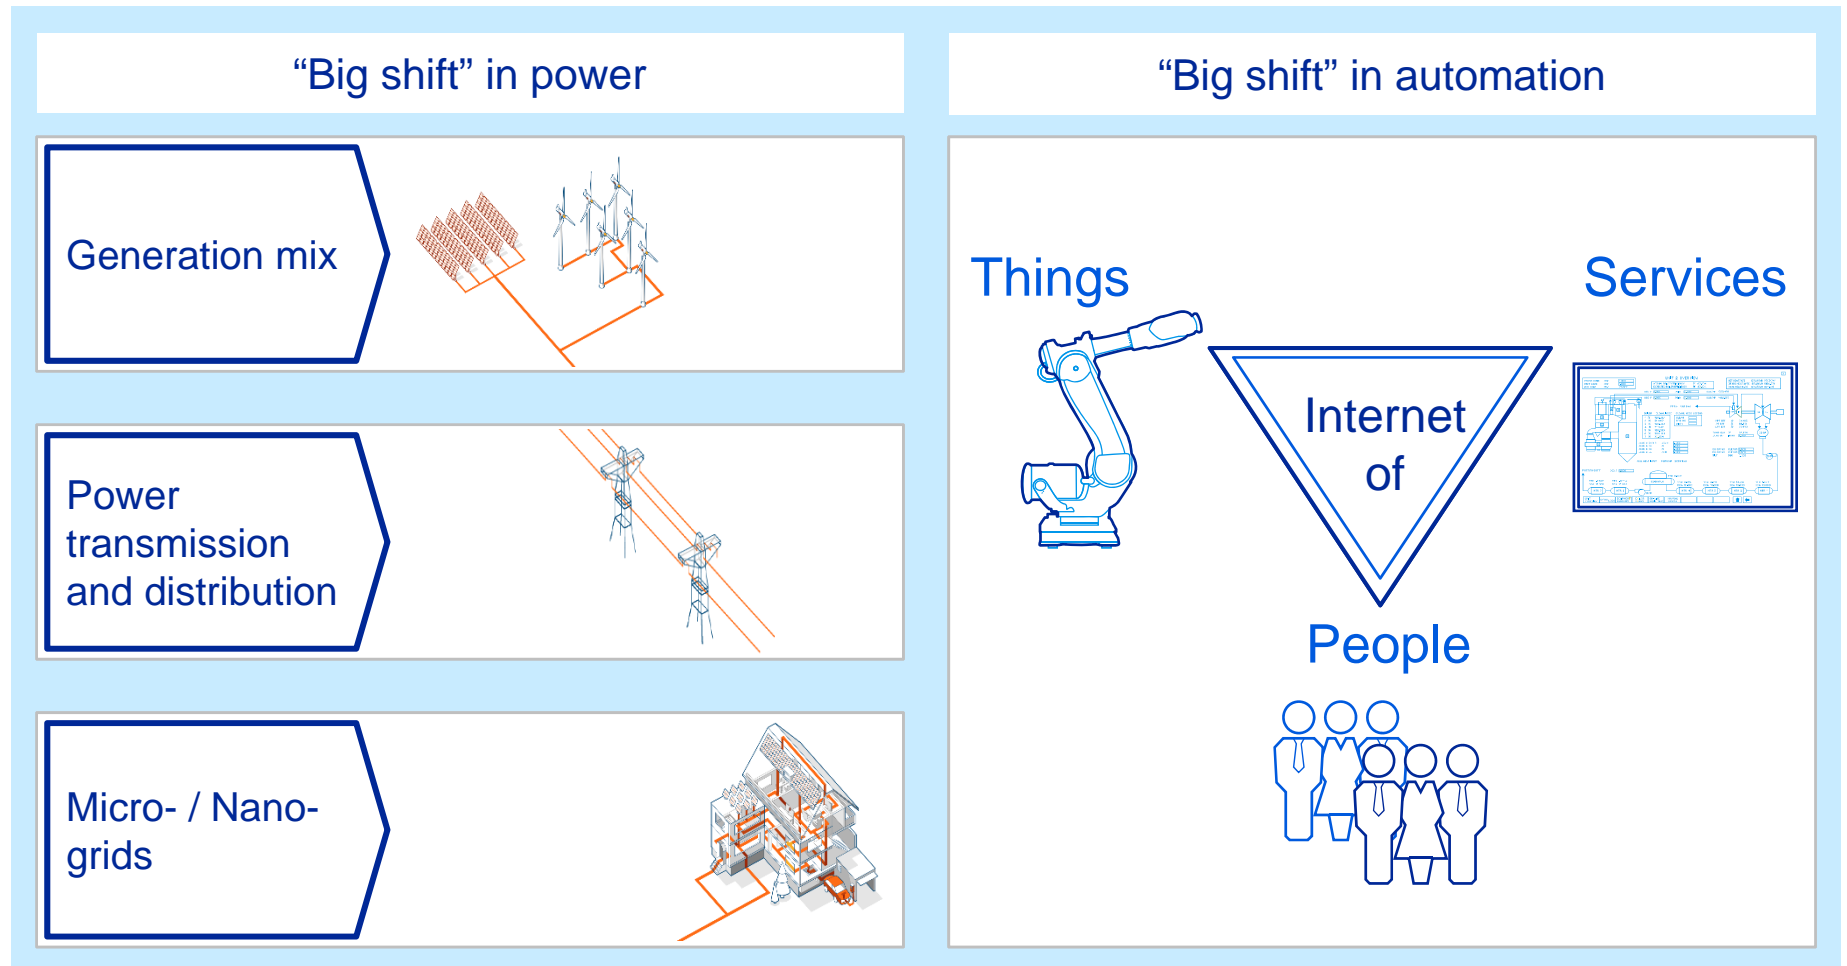 “Big shift” in power
Generation mix
Power
transmission
and distribution
Micro- / Nano-
grids
“Big shift” in automation
Things
Services
Internet
of
People